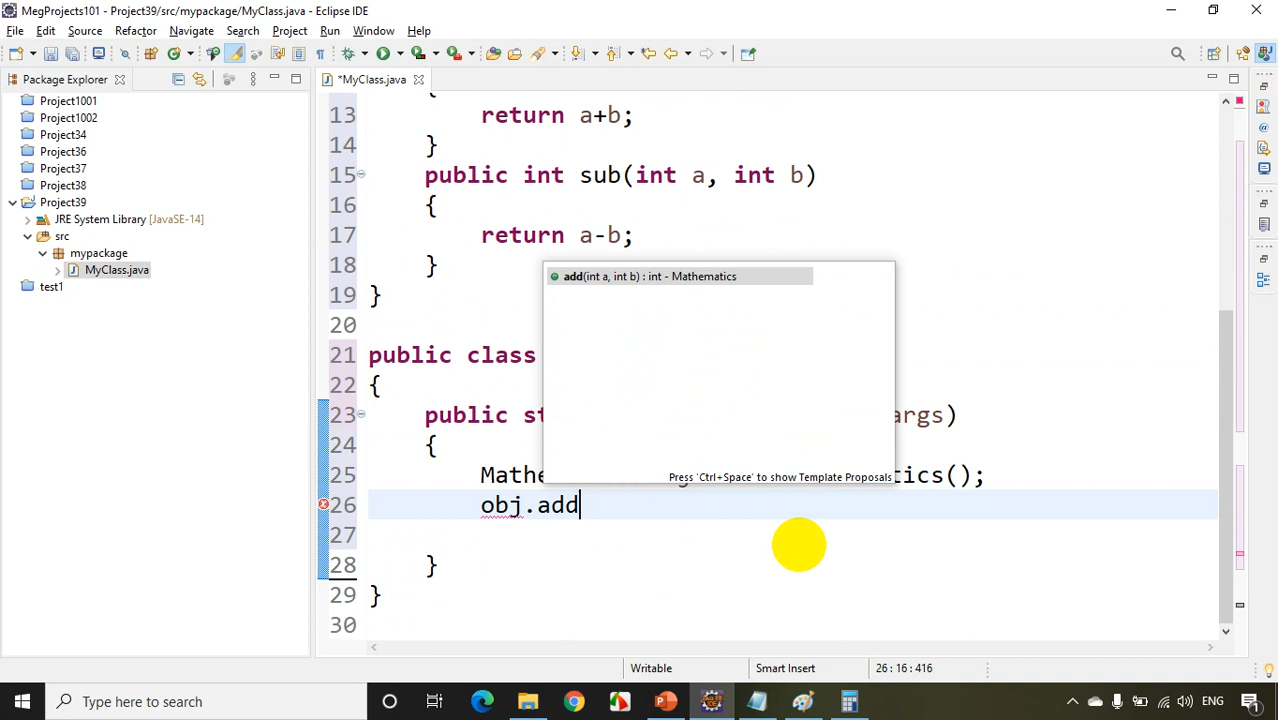 MegProjects101 - Project39/src/mypackage/MyClass.java - Eclipse IDE
File Edit Source Refactor Navigate Search Project Run Window Help
Package Explorer
*MyClass.java
Project1001
Project1002
Project34
Project36
Project37
Project38
Project39
JRE System Library [JavaSE-14]
src
mypackage
MyClass.java
test1
13 return a+b;
14 }
15 public int sub(int a, int b)
16 {
17 return a-b;
18 }
19 }
20
21 public class
22 {
23 public st args)
24 {
25 Mathe tics();
26 obj.add
27
28 }
29 }
30
add(int a, int b) : int - Mathematics
Press 'Ctrl+Space' to show Template Proposals
Writable Smart Insert 26 : 16 : 416
Type here to search
ENG